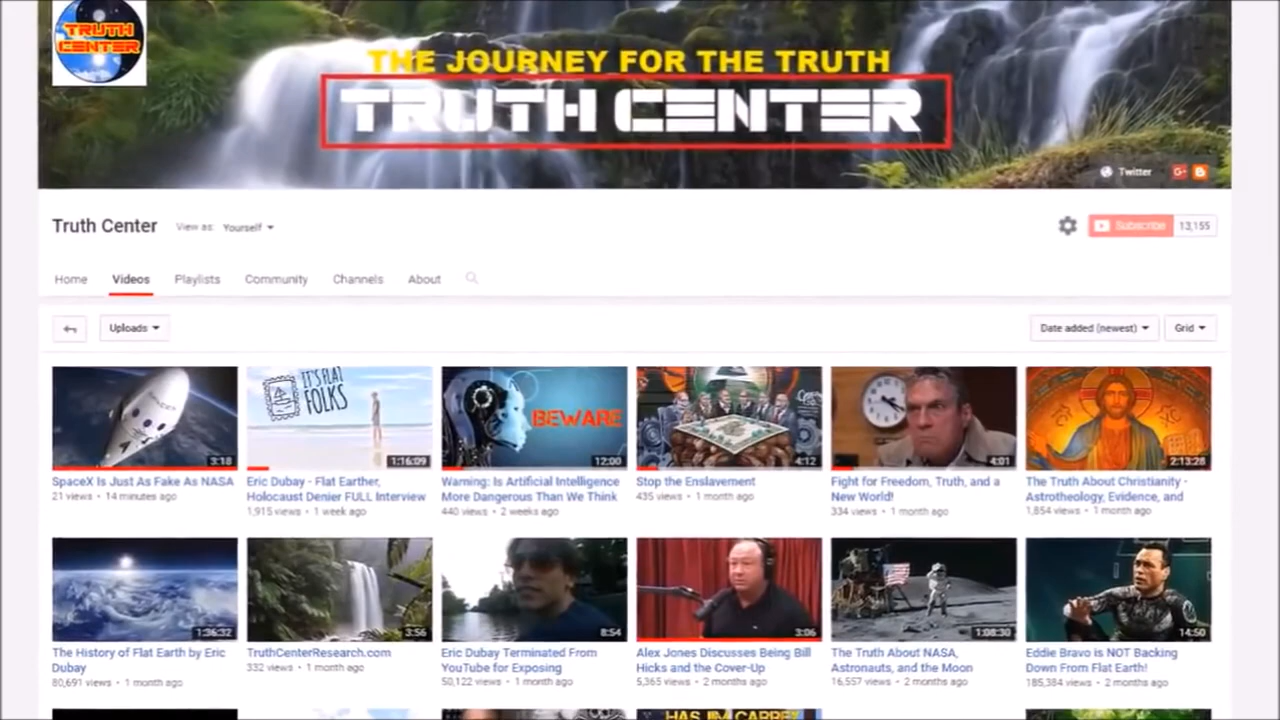 TRUTH
CENTER
THE JOURNEY FOR THE TRUTH
TRUTH CENTER
Twitter
Truth Center
View as: Yourself
Subscribe 13,155
Home Videos Playlists Community Channels About
Uploads
Date added (newest) Grid
3:18
IT'S FLAT
FOLKS
1:16:09
BEWARE
12:00
4:12
4:01
2:13:28
SpaceX Is Just As Fake As NASA
21 views • 14 minutes ago
Eric Dubay - Flat Earther,
Holocaust Denier FULL Interview
1,915 views • 1 week ago
Warning: Is Artificial Intelligence
More Dangerous Than We Think
440 views • 2 weeks ago
Stop the Enslavement
435 views • 1 month ago
Fight for Freedom, Truth, and a
New World!
334 views • 1 month ago
The Truth About Christianity -
Astrotheology, Evidence, and
1,854 views • 1 month ago
1:36:32
3:56
8:54
3:06
1:08:30
14:50
The History of Flat Earth by Eric
Dubay
80,691 views • 1 month ago
TruthCenterResearch.com
332 views • 1 month ago
Eric Dubay Terminated From
YouTube for Exposing
50,122 views • 1 month ago
Alex Jones Discusses Being Bill
Hicks and the Cover-Up
5,365 views • 2 months ago
The Truth About NASA,
Astronauts, and the Moon
16,557 views • 2 months ago
Eddie Bravo is NOT Backing
Down From Flat Earth!
185,384 views • 2 months ago
HAS JIM CARREY